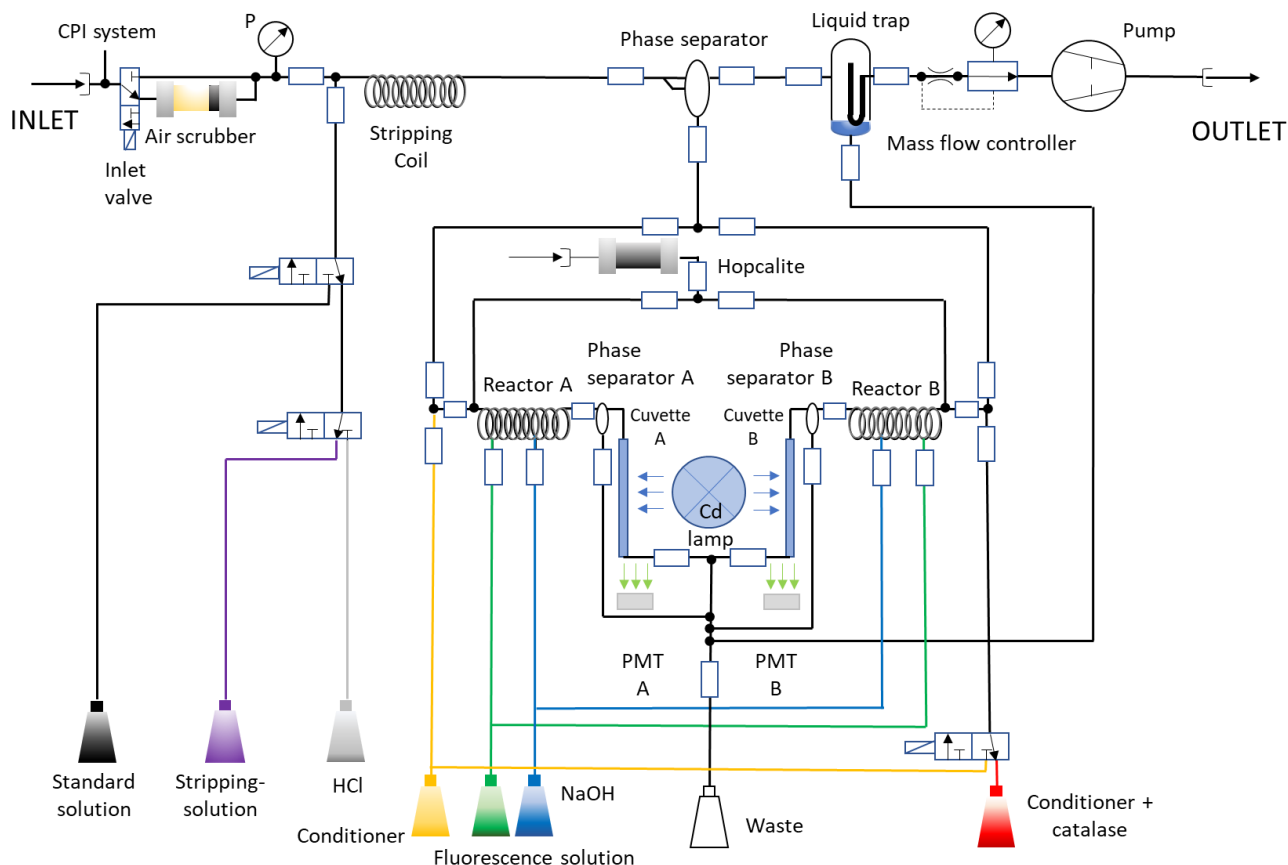 CPI system
P
Phase separator
Liquid trap
Pump
INLET
Air scrubber
Inlet
valve
Stripping
Coil
Mass flow controller
OUTLET
Hopcalite
Phase
separator A
Phase
separator B
Reactor A
Reactor B
Cuvette
A
Cuvette
B
Cd
lamp
PMT
A
PMT
B
Standard
solution
Stripping-
solution
HCl
Conditioner
NaOH
Fluorescence solution
Waste
Conditioner +
catalase